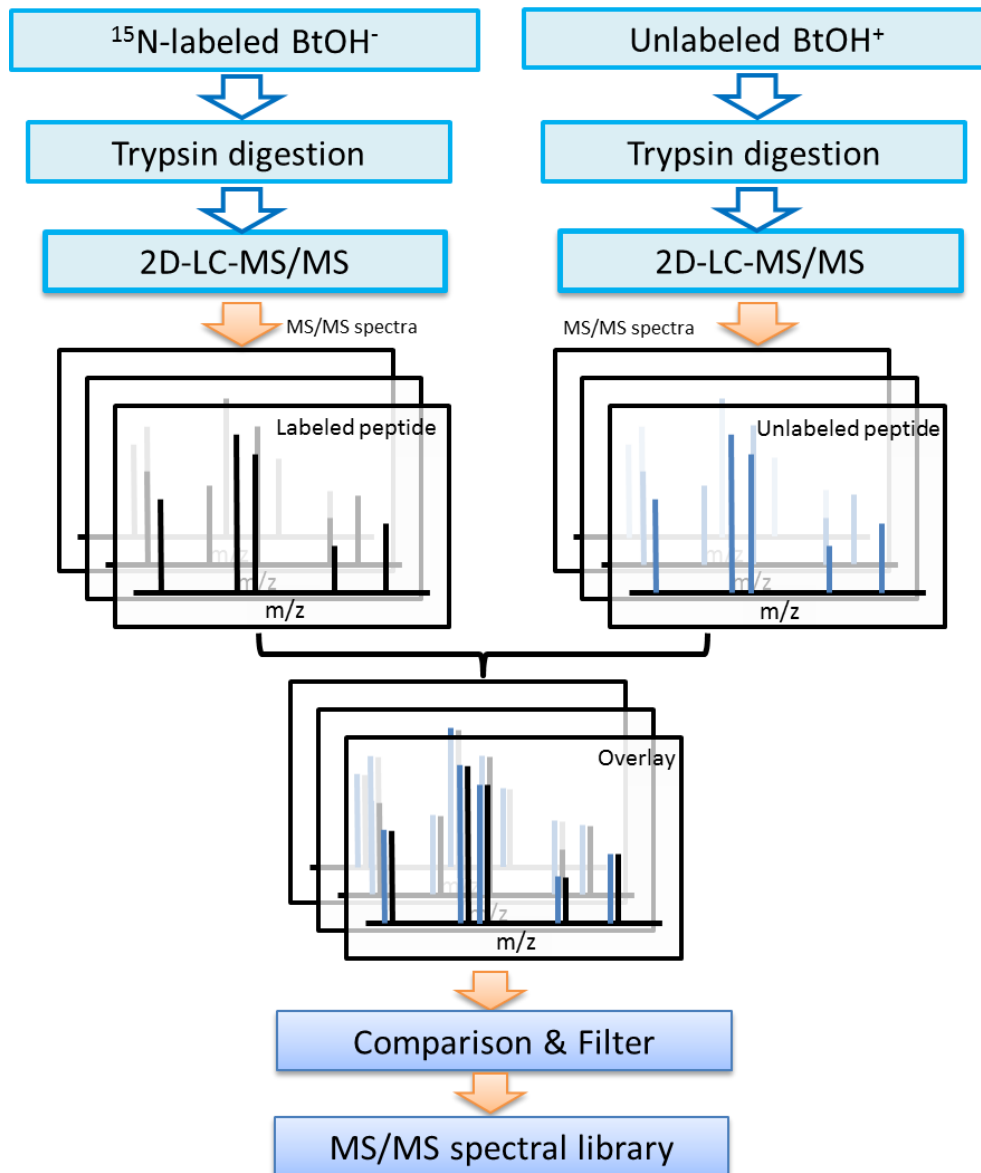 ¹⁵N-labeled BtOH⁻
Unlabeled BtOH⁺
Trypsin digestion
Trypsin digestion
2D-LC-MS/MS
2D-LC-MS/MS
MS/MS spectra
MS/MS spectra
Labeled peptide
Unlabeled peptide
m/z
m/z
m/z
m/z
m/z
m/z
Overlay
m/z
m/z
m/z
Comparison & Filter
MS/MS spectral library